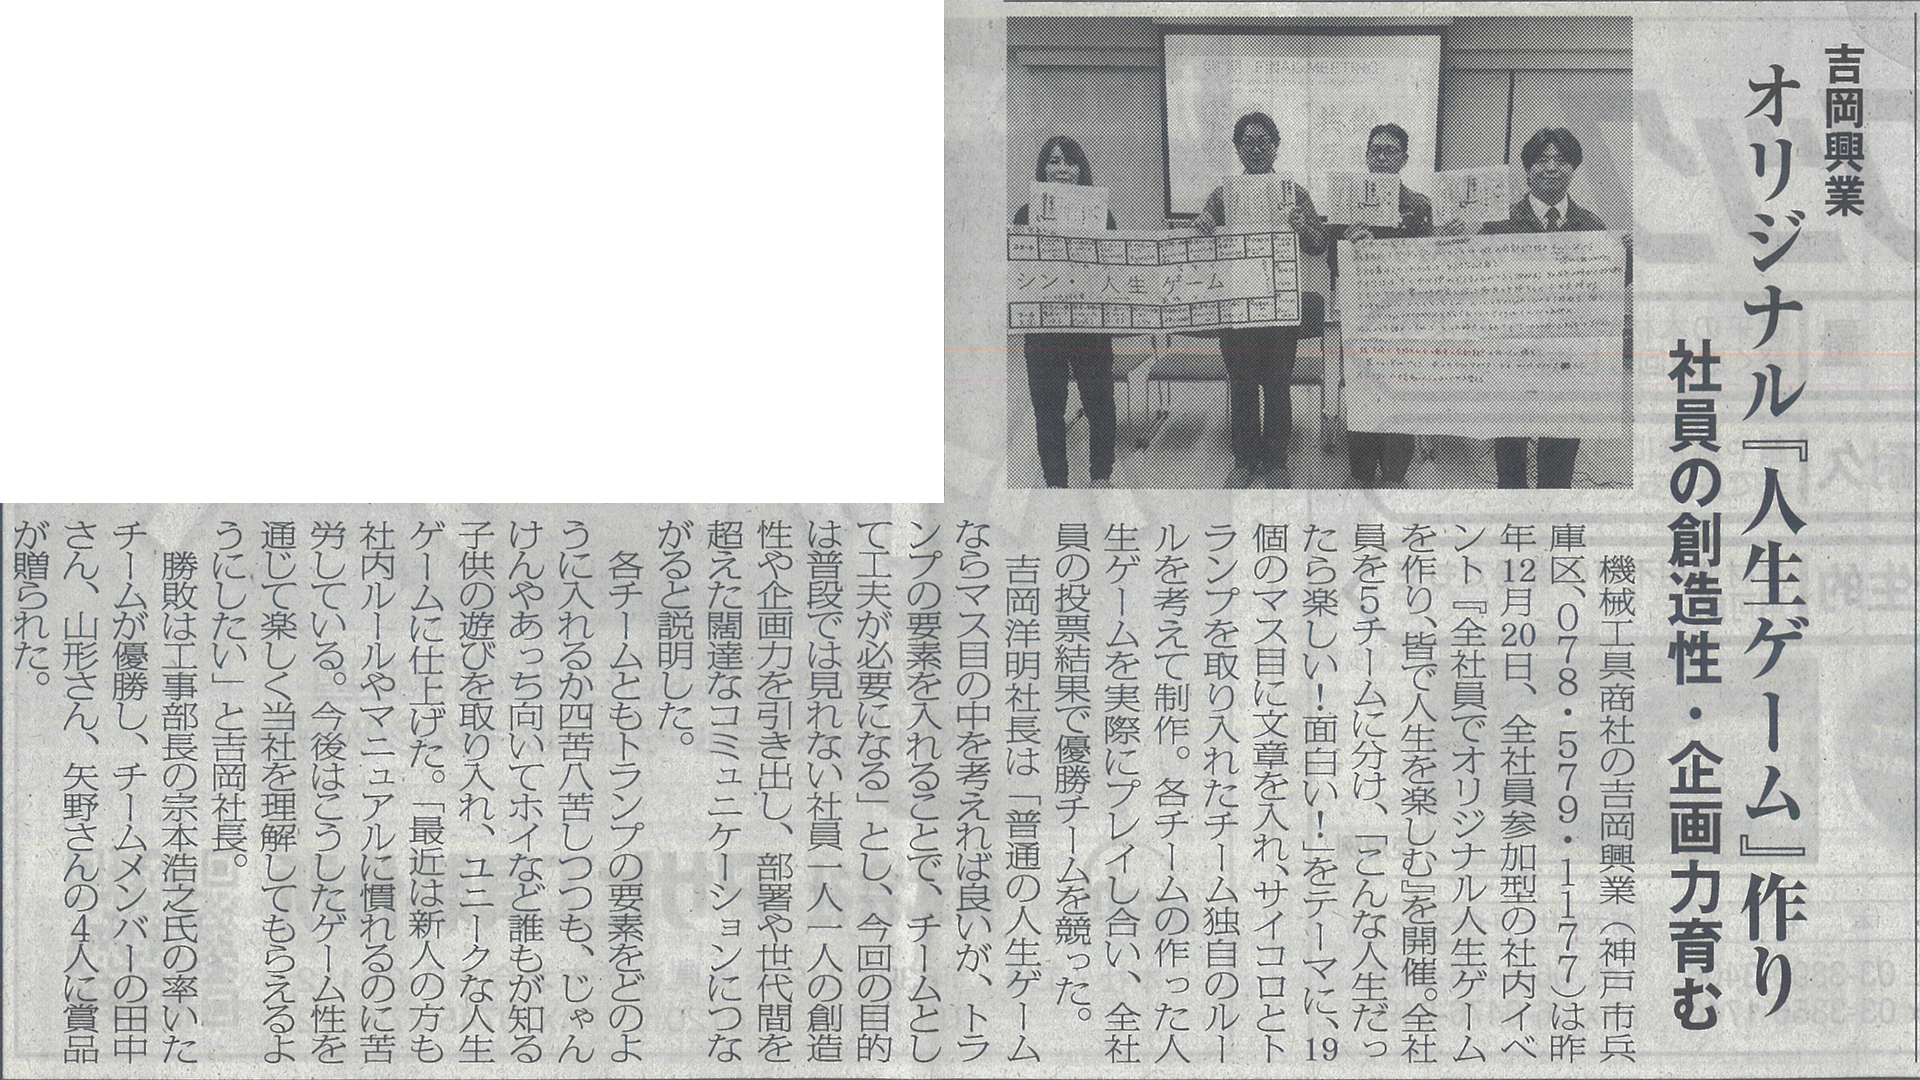 吉岡興業
オリジナル『人生ゲーム』作り
社員の創造性・企画力育む
FINAL MEETING
シン・人生ゲーム
機械工具商社の吉岡興業（神戸市兵
庫区、078・579・1177）は昨
年12月20日、全社員参加型の社内イベ
ント『全社員でオリジナル人生ゲーム
を作り、皆で人生を楽しむ』を開催。全社
員を5チームに分け、「こんな人生だっ
たら楽しい！面白い！」をテーマに、19
個のマス目に文章を入れ、サイコロとト
ランプを取り入れたチーム独自のルー
ルを考えて制作。各チームの作った人
生ゲームを実際にプレイし合い、全社
員の投票結果で優勝チームを競った。
吉岡洋明社長は「普通の人生ゲーム
ならマス目の中を考えれば良いが、トラ
ンプの要素を入れることで、チームとし
て工夫が必要になる」とし、今回の目的
は普段では見れない社員一人一人の創造
性や企画力を引き出し、部署や世代間を
超えた闊達なコミュニケーションにつな
がると説明した。
各チームともトランプの要素をどのよ
うに入れるか四苦八苦しつつも、じゃん
けんやあっち向いてホイなど誰もが知る
子供の遊びを取り入れ、ユニークな人生
ゲームに仕上げた。「最近は新人の方も
社内ルールやマニュアルに慣れるのに苦
労している。今後はこうしたゲーム性を
通じて楽しく当社を理解してもらえるよ
うにしたい」と吉岡社長。
勝敗は工事部長の宗本浩之氏の率いた
チームが優勝し、チームメンバーの田中
さん、山形さん、矢野さんの4人に賞品
が贈られた。